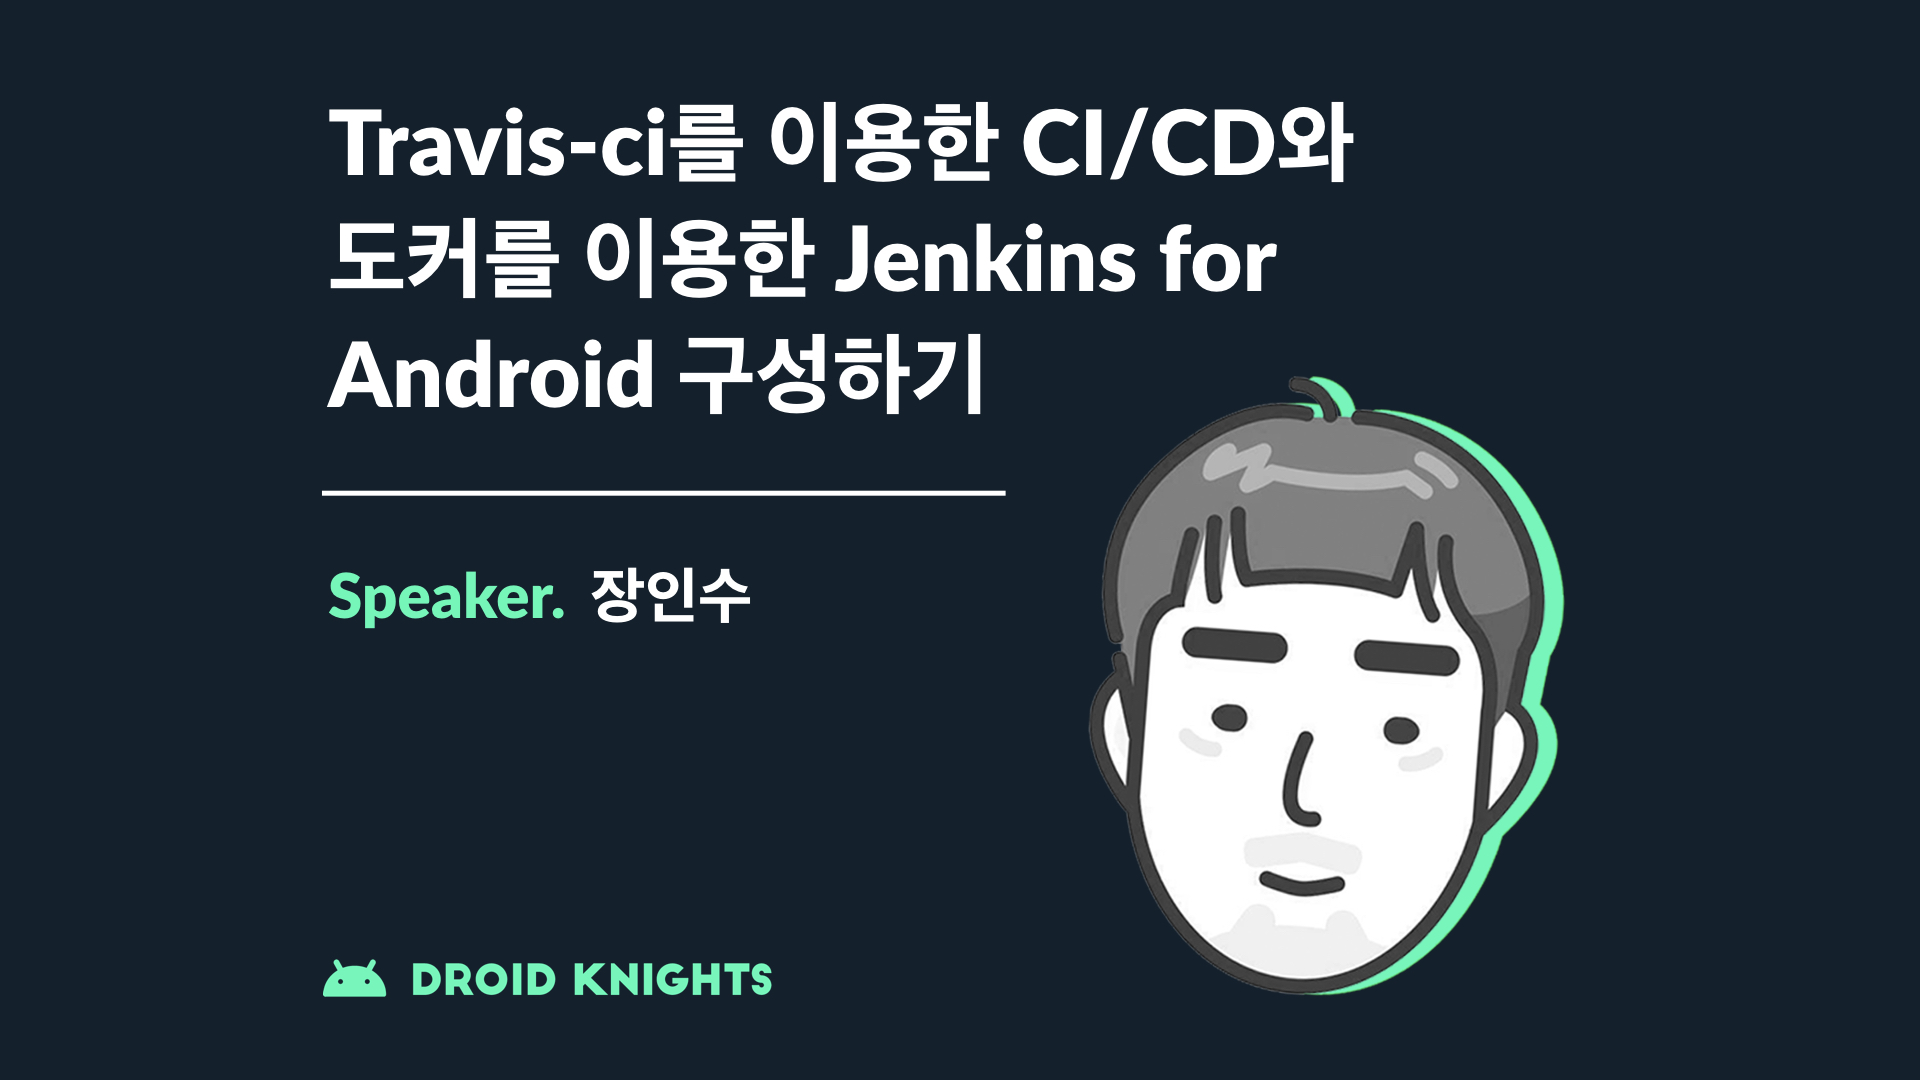 Travis-ci를 이용한 CI/CD와
도커를 이용한 Jenkins for
Android 구성하기
Speaker. 장인수
DROID KNIGHTS